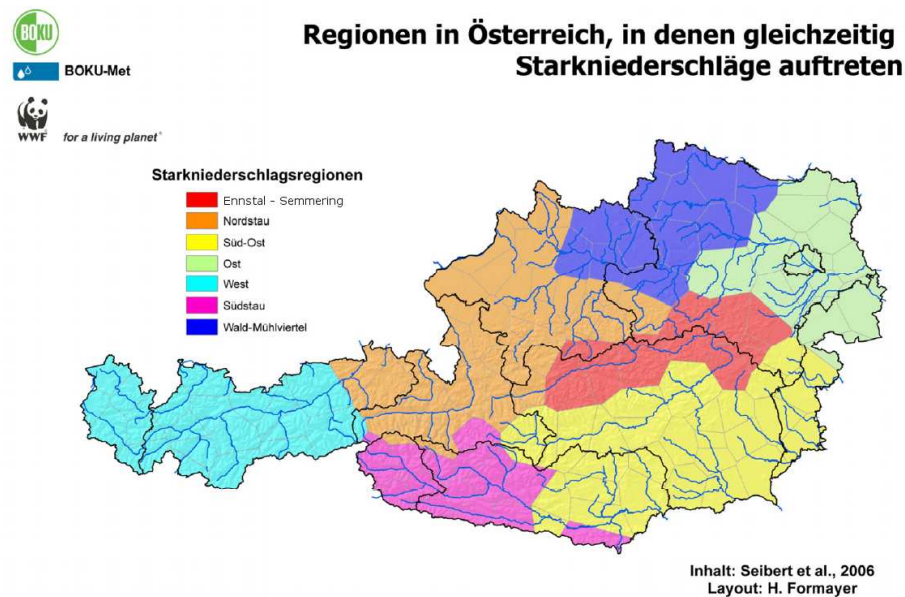 BOKU
BOKU-Met
WWF
for a living planet®
Regionen in Österreich, in denen gleichzeitig
Starkniederschläge auftreten
Starkniederschlagsregionen
Ennstal - Semmering
Nordstau
Süd-Ost
Ost
West
Südstau
Wald-Mühlviertel
Inhalt: Seibert et al., 2006
Layout: H. Formayer